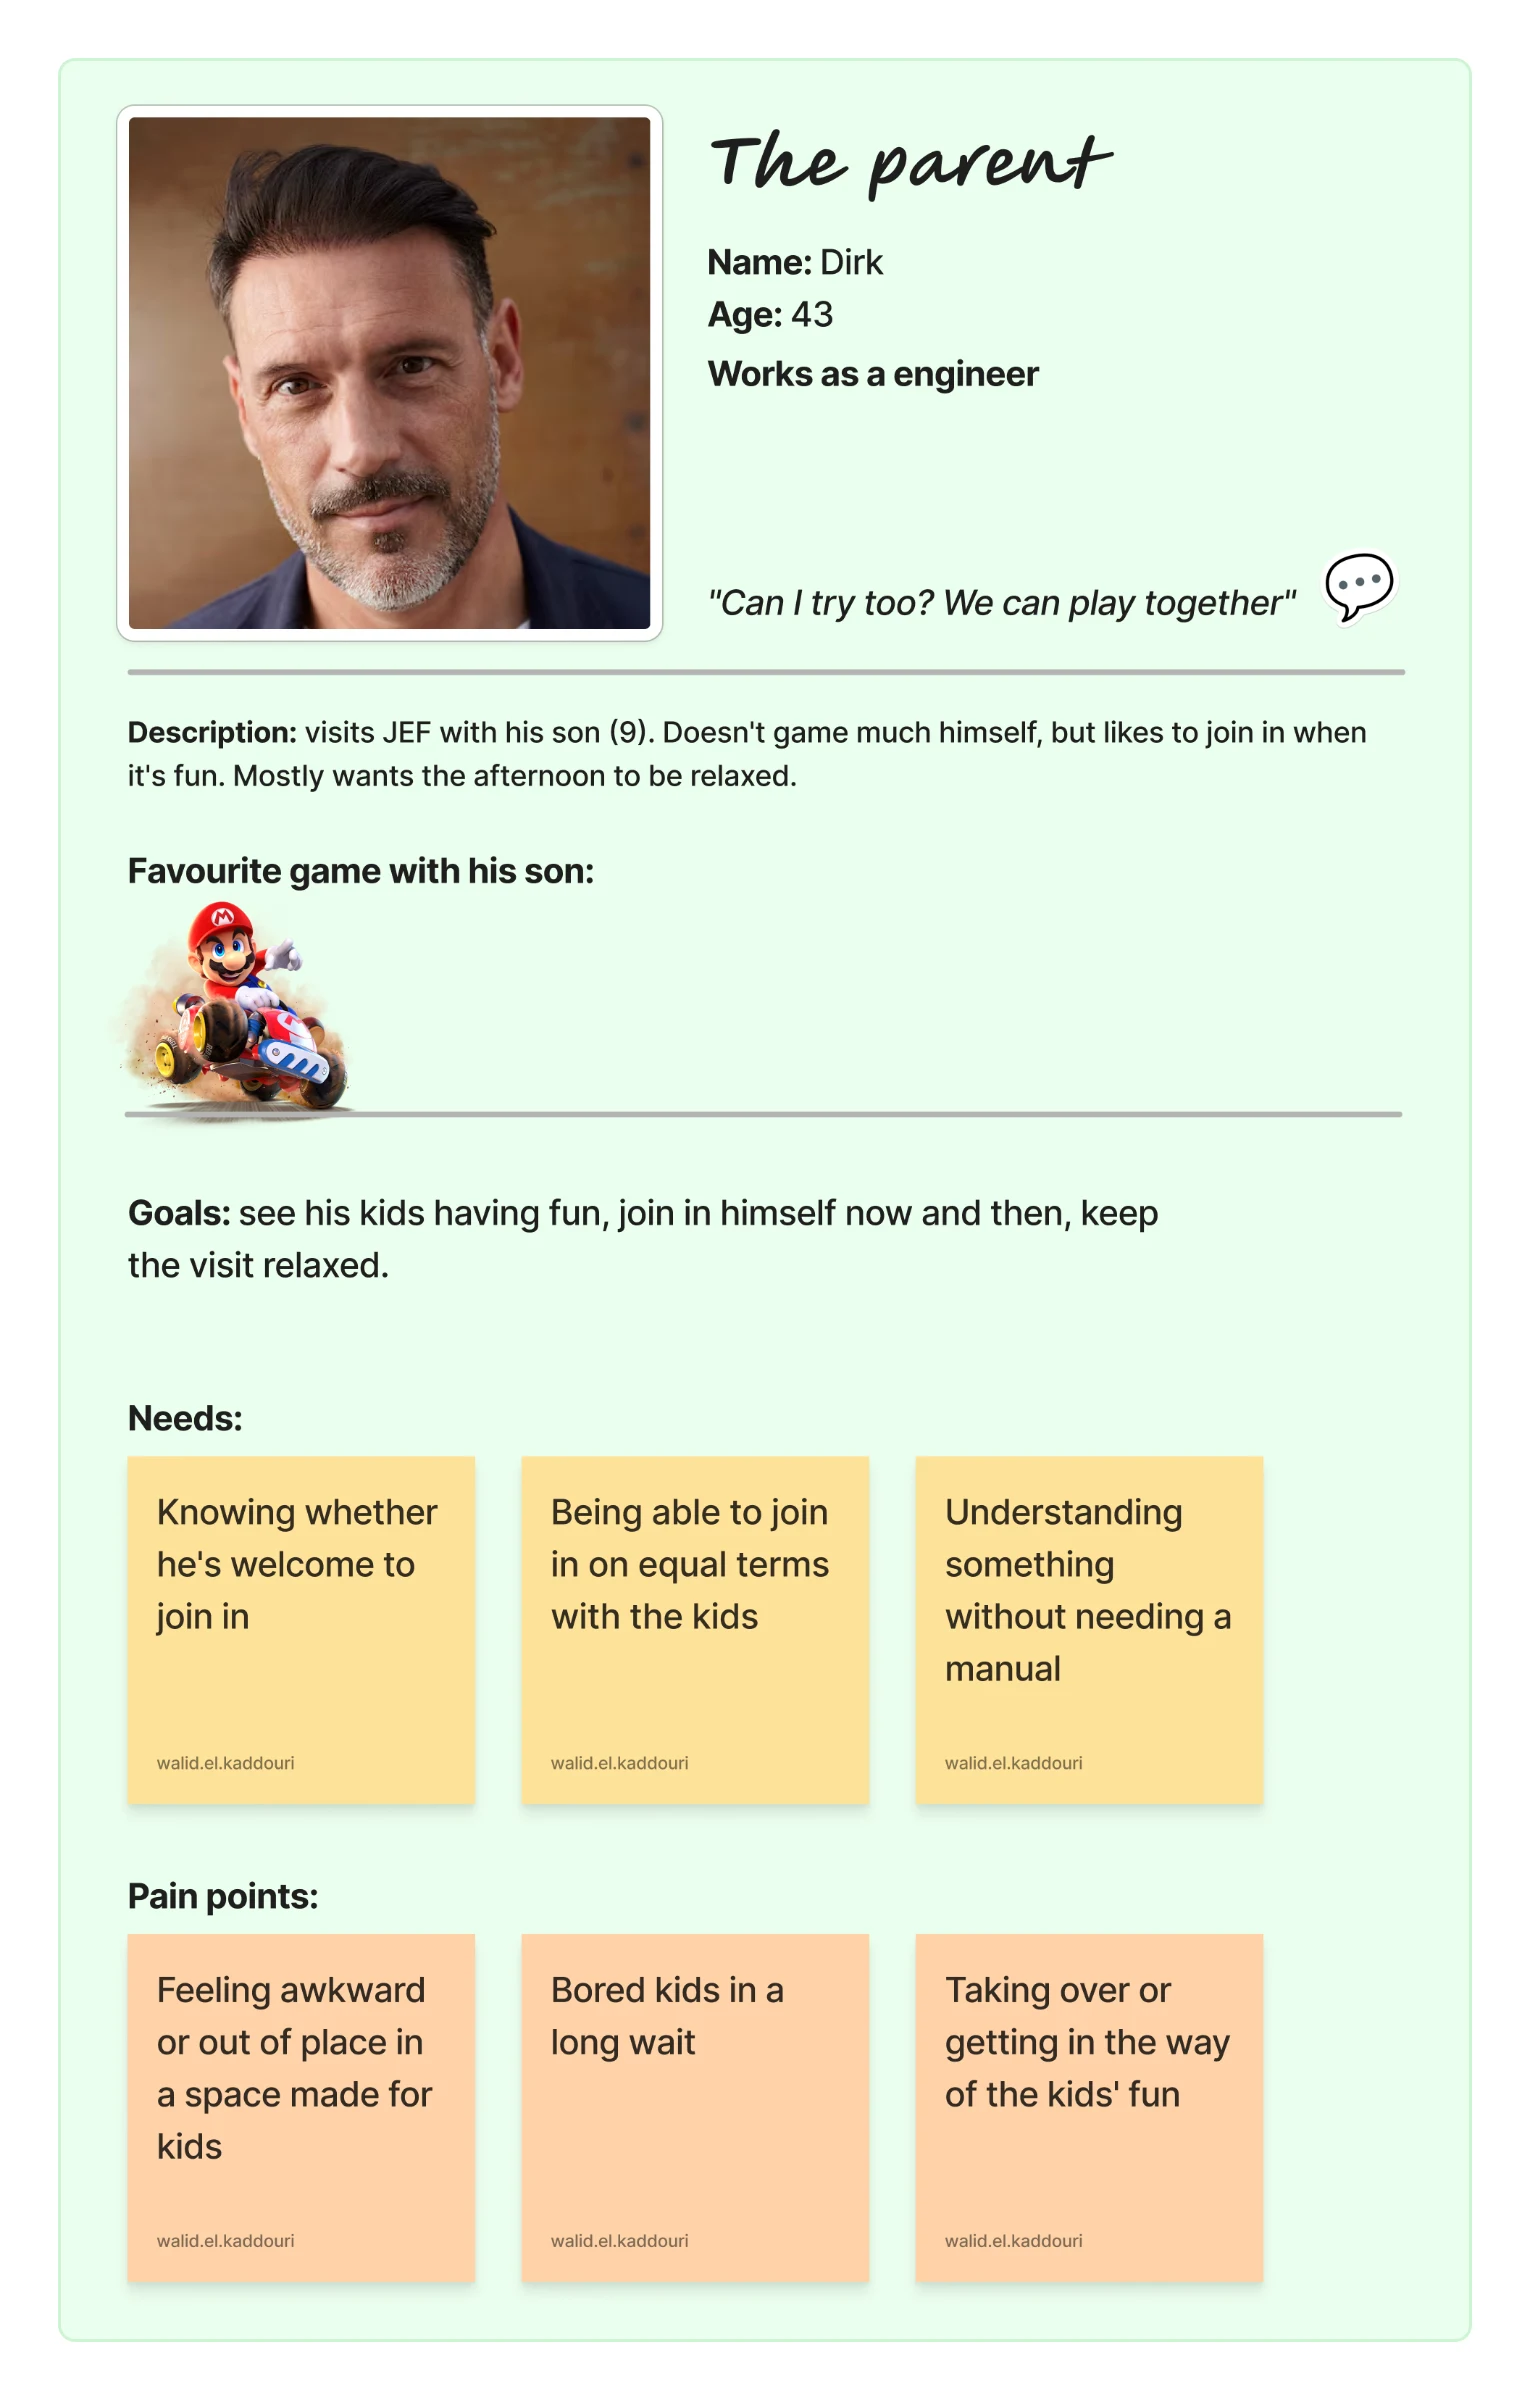 The parent
Name: Dirk
Age: 43
Works as a engineer
"Can I try too? We can play together"
Description: visits JEF with his son (9). Doesn't game much himself, but likes to join in when
it's fun. Mostly wants the afternoon to be relaxed.
Favourite game with his son:
M
Goals: see his kids having fun, join in himself now and then, keep
the visit relaxed.
Needs:
Knowing whether
he's welcome to
join in
walid.el.kaddouri
Being able to join
in on equal terms
with the kids
walid.el.kaddouri
Understanding
something
without needing a
manual
walid.el.kaddouri
Pain points:
Feeling awkward
or out of place in
a space made for
kids
walid.el.kaddouri
Bored kids in a
long wait
walid.el.kaddouri
Taking over or
getting in the way
of the kids' fun
walid.el.kaddouri